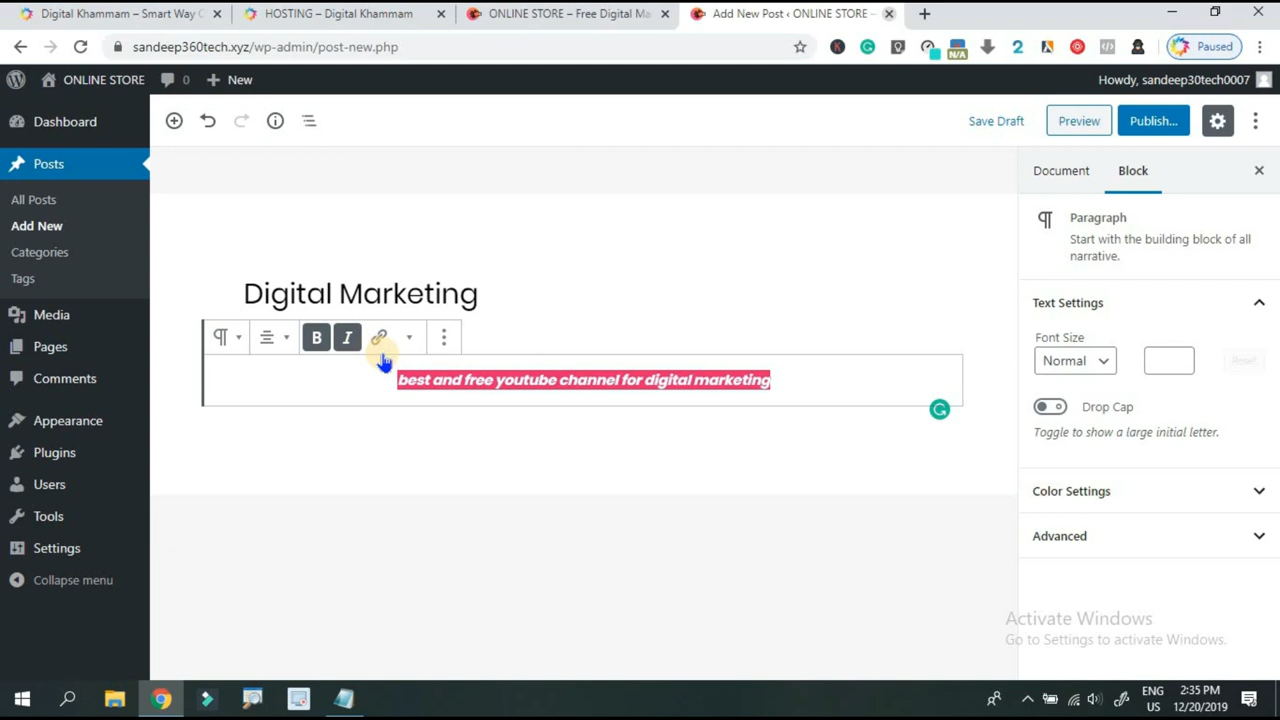 Digital Khammam – Smart Way C
HOSTING – Digital Khammam
ONLINE STORE – Free Digital Ma
Add New Post ‹ ONLINE STORE –
sandeep360tech.xyz/wp-admin/post-new.php
N/A
Paused
ONLINE STORE
0
New
Howdy, sandeep30tech0007
Dashboard
Posts
All Posts
Add New
Categories
Tags
Media
Pages
Comments
Appearance
Plugins
Users
Tools
Settings
Collapse menu
Save Draft
Preview
Publish...
Digital Marketing
B
I
best and free youtube channel for digital marketing
Document
Block
Paragraph
Start with the building block of all
narrative.
Text Settings
Font Size
Normal
Reset
Drop Cap
Toggle to show a large initial letter.
Color Settings
Advanced
Activate Windows
Go to Settings to activate Windows.
ENG
US
2:35 PM
12/20/2019